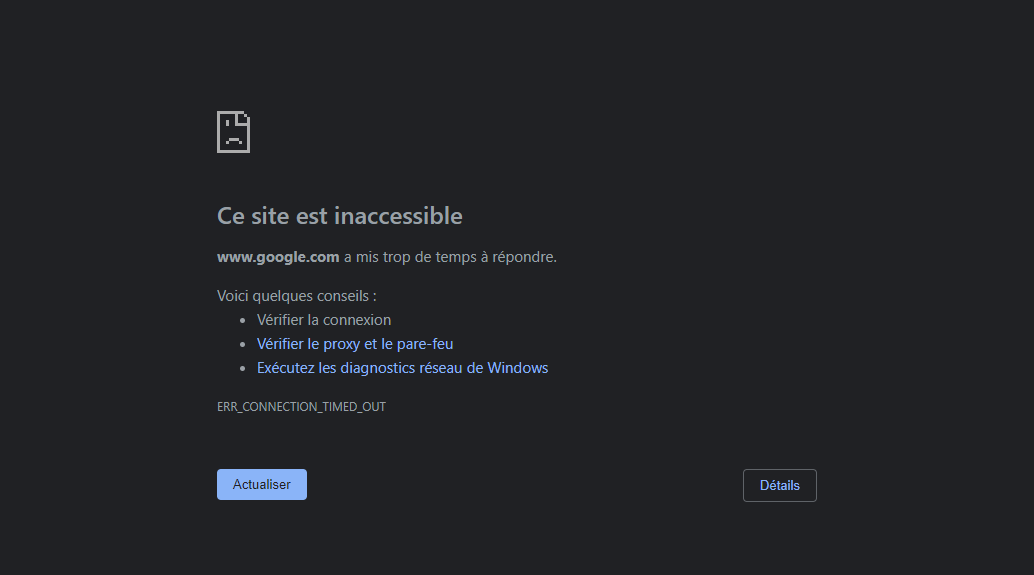 Ce site est inaccessible
www.google.com a mis trop de temps à répondre.
Voici quelques conseils :
Vérifier la connexion
Vérifier le proxy et le pare-feu
Exécutez les diagnostics réseau de Windows
ERR_CONNECTION_TIMED_OUT
Actualiser
Détails